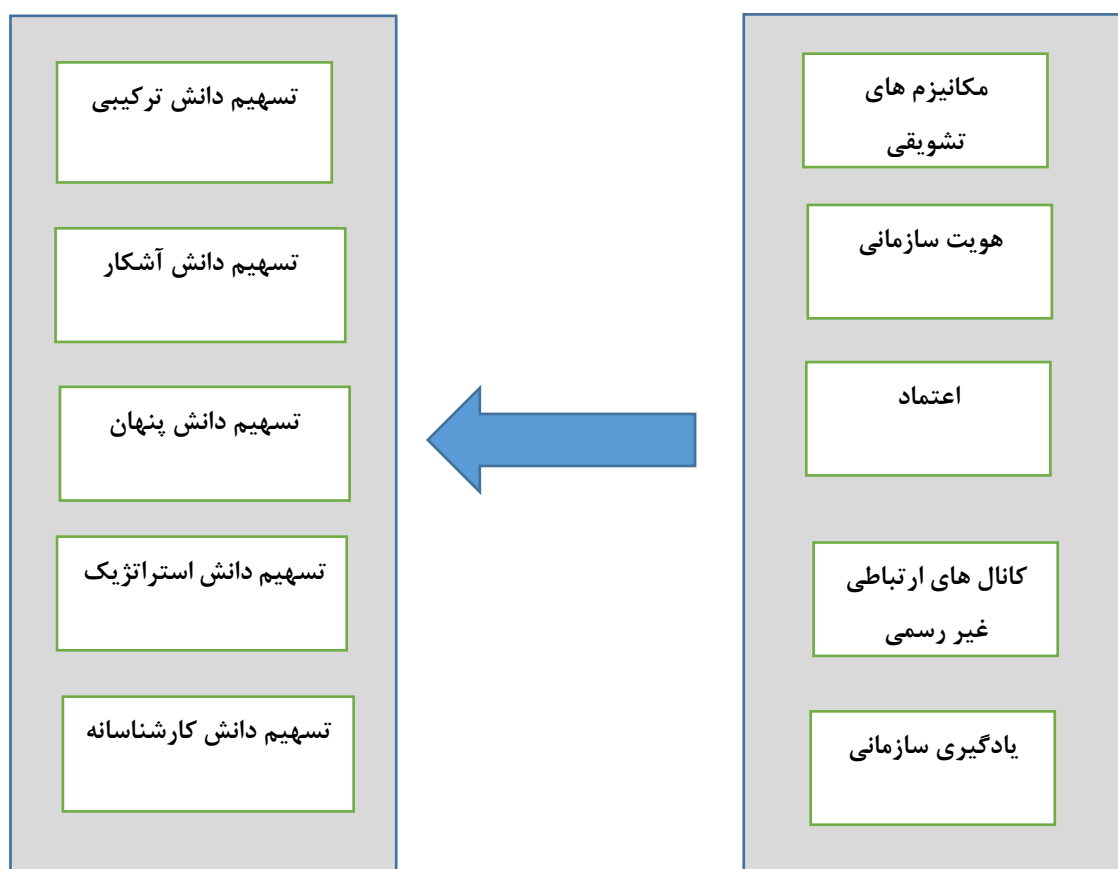 مکانیزم های
تشویقی
هویت سازمانی
اعتماد
کانال های ارتباطی
غیر رسمی
یادگیری سازمانی
تسهیم دانش ترکیبی
تسهیم دانش آشکار
تسهیم دانش پنهان
تسهیم دانش استراتژیک
تسهیم دانش کارشناسانه